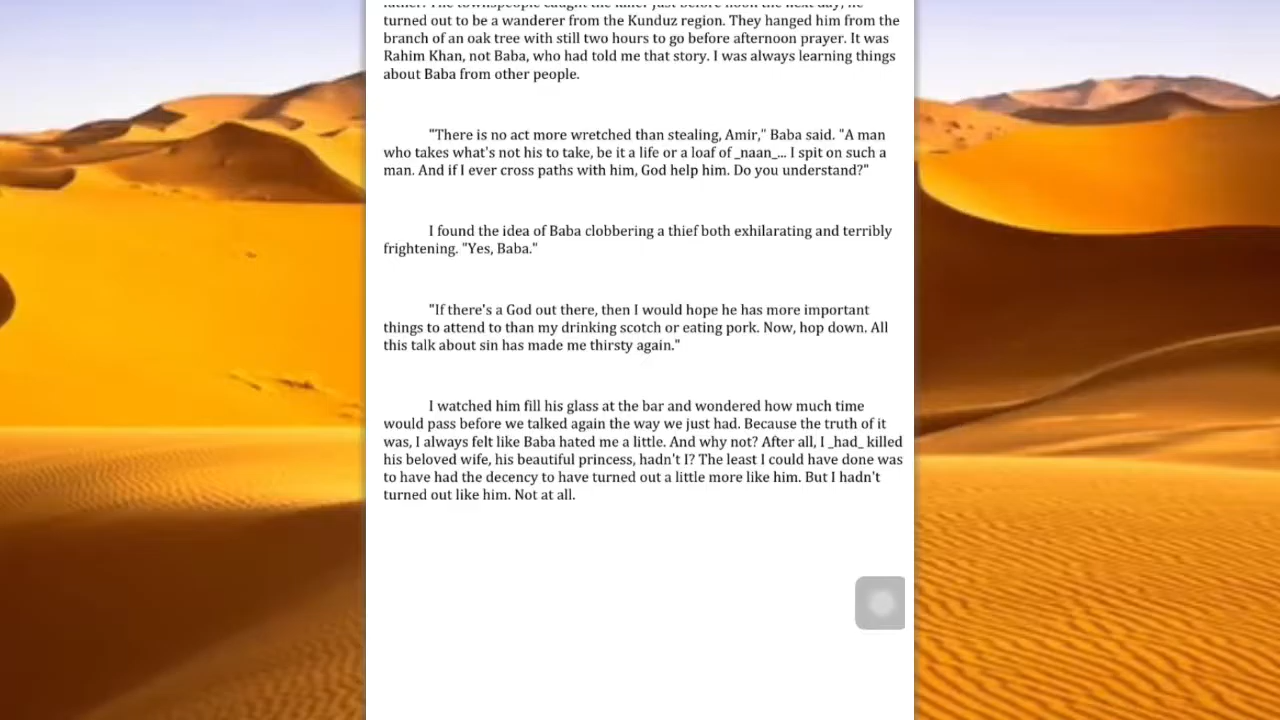 turned out to be a wanderer from the Kunduz region. They hanged him from the
branch of an oak tree with still two hours to go before afternoon prayer. It was
Rahim Khan, not Baba, who had told me that story. I was always learning things
about Baba from other people.
"There is no act more wretched than stealing, Amir," Baba said. "A man
who takes what's not his to take, be it a life or a loaf of _naan_... I spit on such a
man. And if I ever cross paths with him, God help him. Do you understand?"
I found the idea of Baba clobbering a thief both exhilarating and terribly
frightening. "Yes, Baba."
"If there's a God out there, then I would hope he has more important
things to attend to than my drinking scotch or eating pork. Now, hop down. All
this talk about sin has made me thirsty again."
I watched him fill his glass at the bar and wondered how much time
would pass before we talked again the way we just had. Because the truth of it
was, I always felt like Baba hated me a little. And why not? After all, I _had_ killed
his beloved wife, his beautiful princess, hadn't I? The least I could have done was
to have had the decency to have turned out a little more like him. But I hadn't
turned out like him. Not at all.